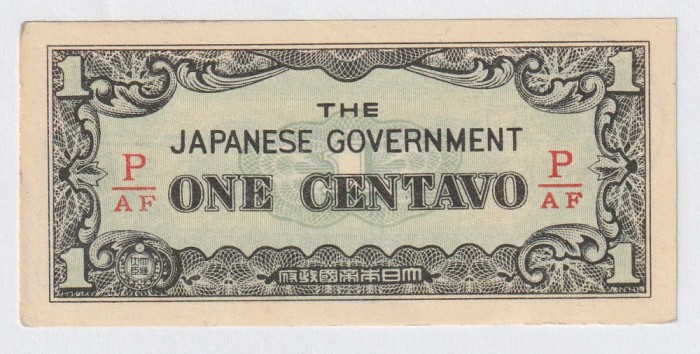 1 1
THE
JAPANESE GOVERNMENT
P/AF ONE CENTAVO P/AF
1 1
大日本帝國政府